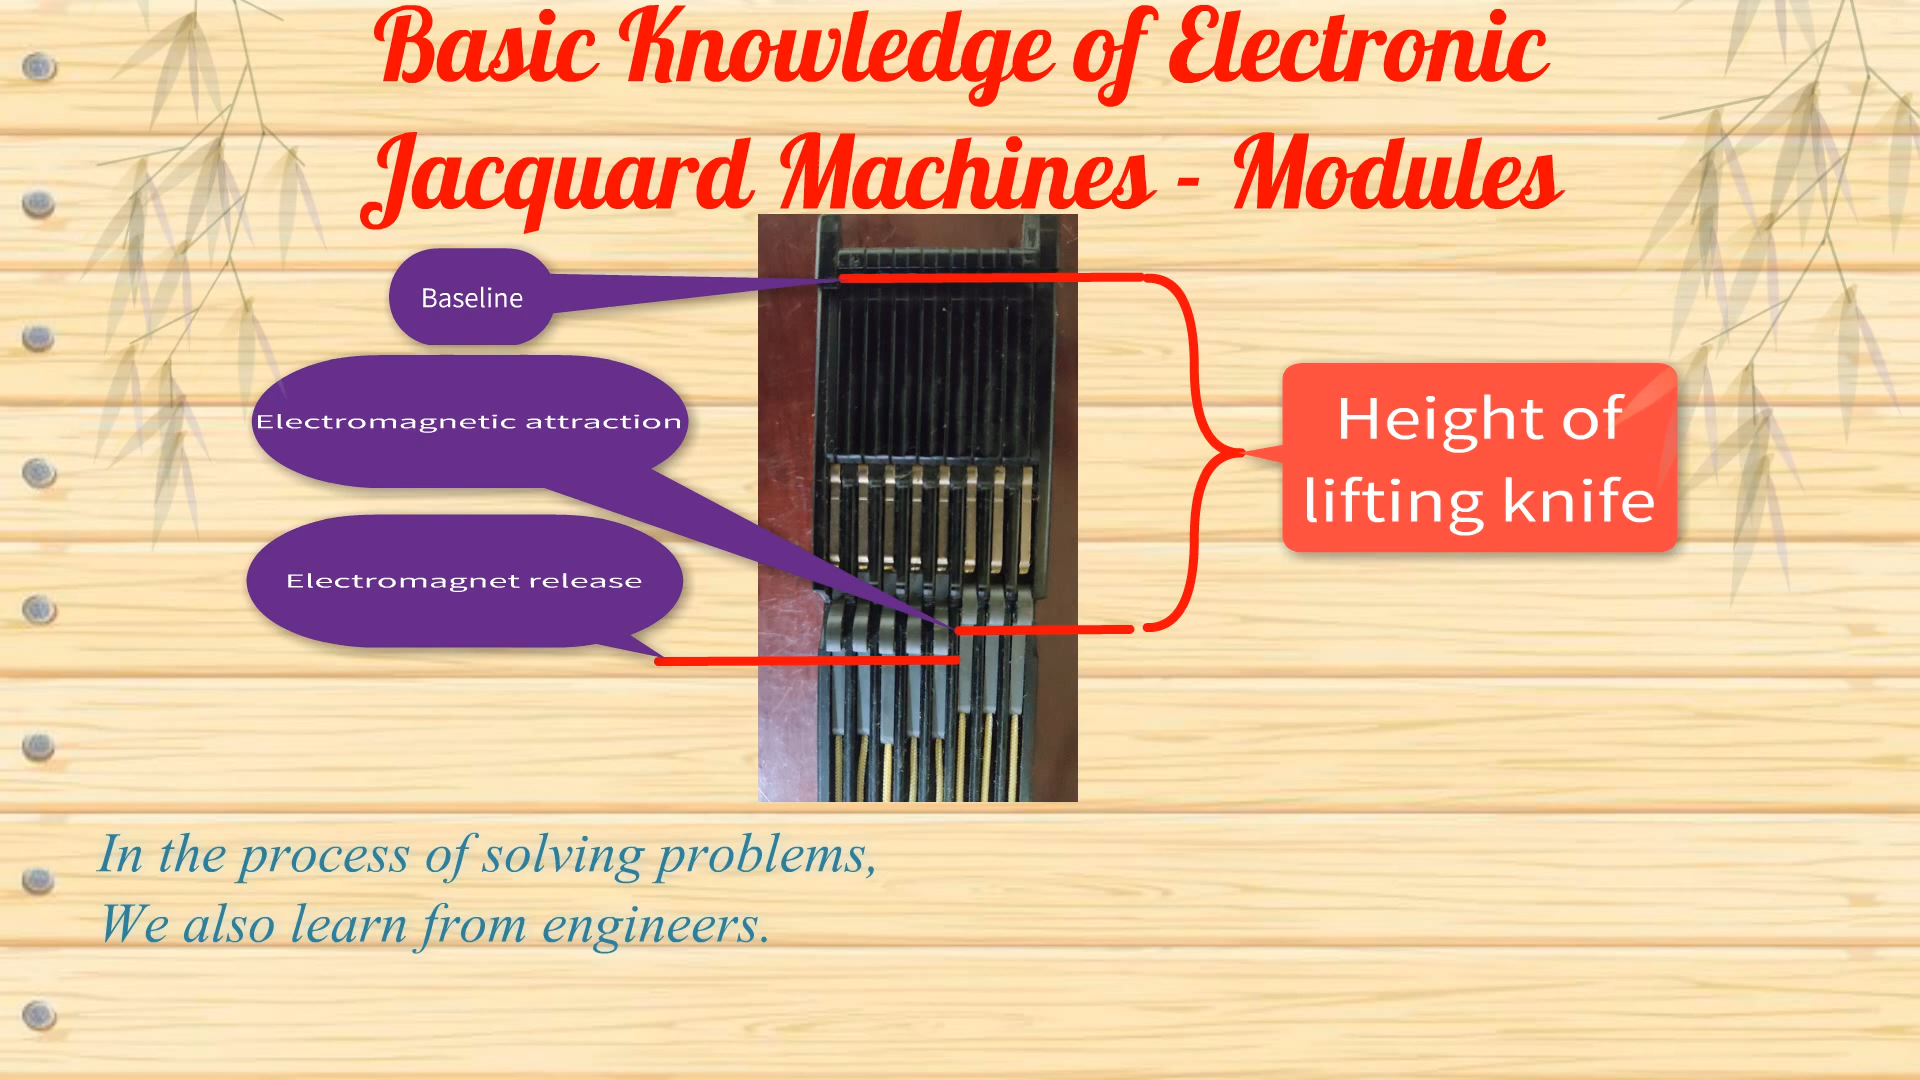 Basic Knowledge of Electronic
Jacquard Machines - Modules
Baseline
Electromagnetic attraction
Electromagnet release
Height of
lifting knife
In the process of solving problems,
We also learn from engineers.